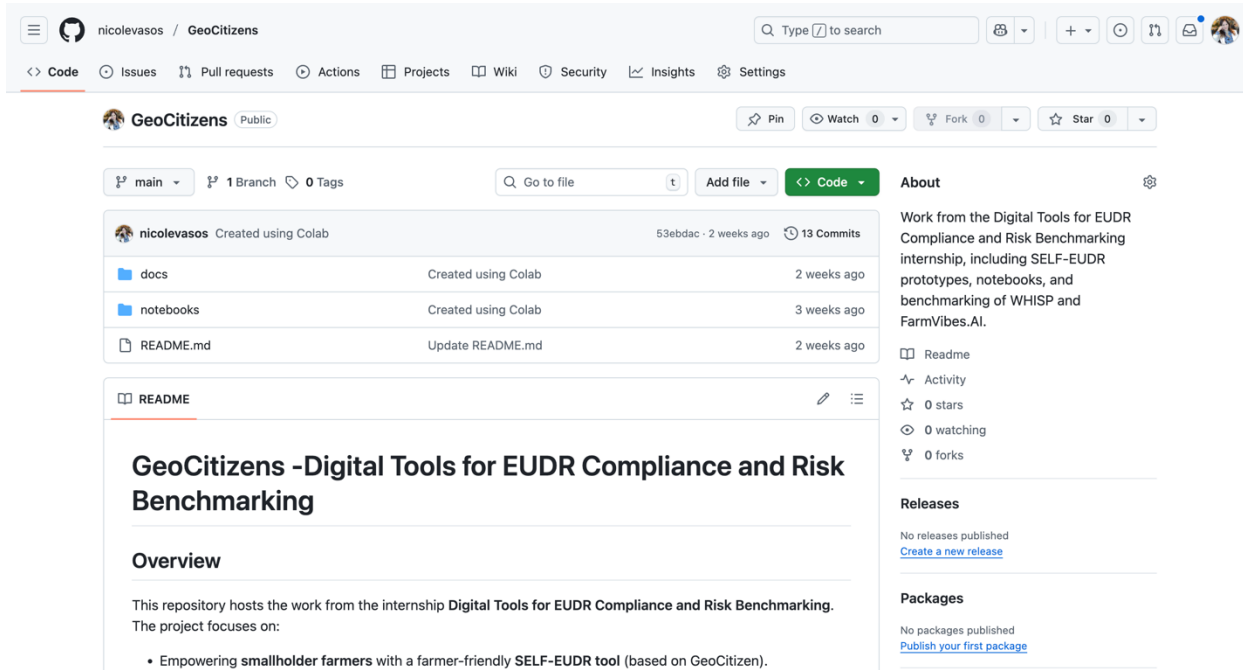 nicolevasos / GeoCitizens
Type / to search
<> Code Issues Pull requests Actions Projects Wiki Security Insights Settings
GeoCitizens Public
Pin Watch 0 Fork 0 Star 0
main 1 Branch 0 Tags
Go to file t
Add file <> Code
nicolevasos Created using Colab 53ebdac · 2 weeks ago 13 Commits
docs Created using Colab 2 weeks ago
notebooks Created using Colab 3 weeks ago
README.md Update README.md 2 weeks ago
README
GeoCitizens -Digital Tools for EUDR Compliance and Risk
Benchmarking
Overview
This repository hosts the work from the internship Digital Tools for EUDR Compliance and Risk Benchmarking.
The project focuses on:
• Empowering smallholder farmers with a farmer-friendly SELF-EUDR tool (based on GeoCitizen).
About
Work from the Digital Tools for EUDR
Compliance and Risk Benchmarking
internship, including SELF-EUDR
prototypes, notebooks, and
benchmarking of WHISP and
FarmVibes.AI.
Readme
Activity
0 stars
0 watching
0 forks
Releases
No releases published
Create a new release
Packages
No packages published
Publish your first package